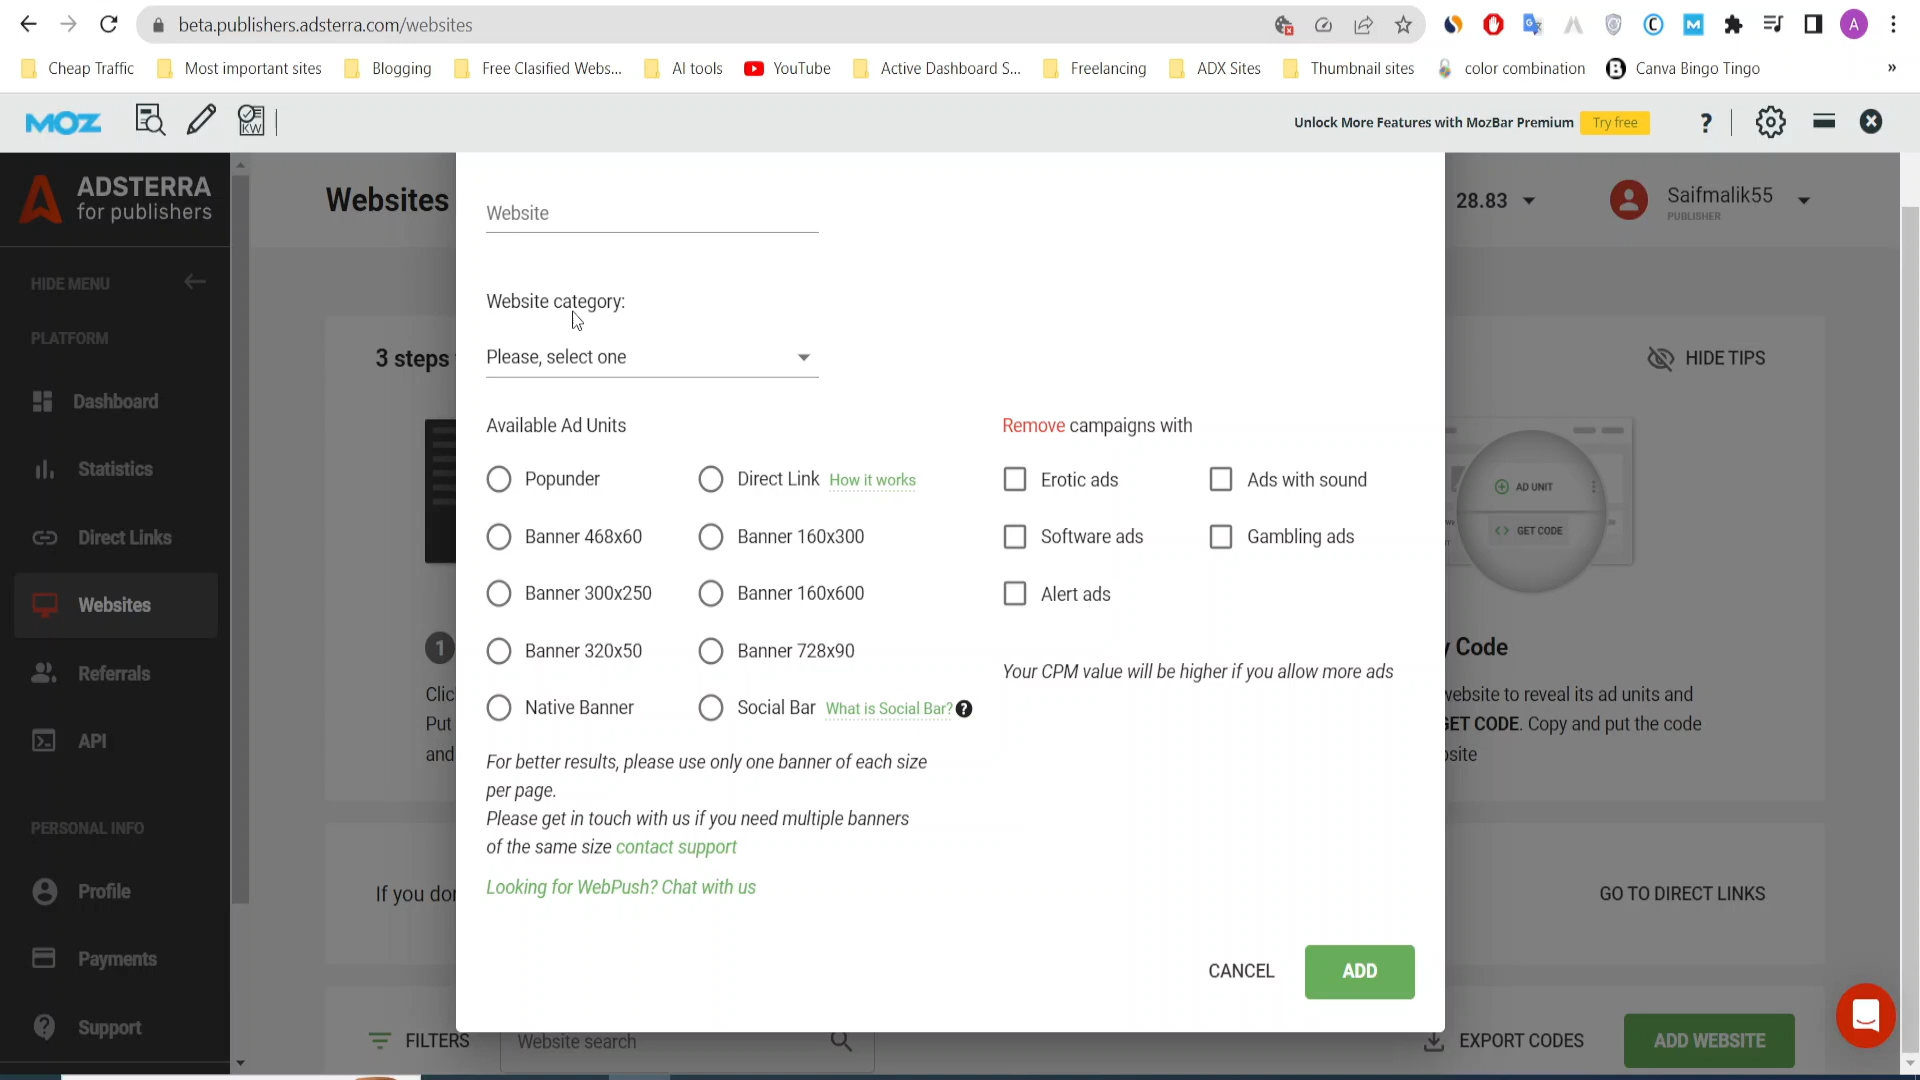 beta.publishers.adsterra.com/websites
A
Cheap Traffic
Most important sites
Blogging
Free Clasified Webs...
AI tools
YouTube
Active Dashboard S...
Freelancing
ADX Sites
Thumbnail sites
color combination
Canva Bingo Tingo
»
MOZ
KW
Unlock More Features with MozBar Premium
Try free
?
ADSTERRA
for publishers
Websites
Website
28.83
Saifmalik55
PUBLISHER
HIDE MENU
Website category:
PLATFORM
3 steps
Please, select one
HIDE TIPS
Dashboard
Available Ad Units
Remove campaigns with
Statistics
Popunder
Direct Link How it works
Erotic ads
Ads with sound
AD UNIT
Direct Links
Banner 468x60
Banner 160x300
Software ads
Gambling ads
GET CODE
Websites
Banner 300x250
Banner 160x600
Alert ads
1
Banner 320x50
Banner 728x90
Code
Referrals
Your CPM value will be higher if you allow more ads
Clic
website to reveal its ad units and
Native Banner
Social Bar What is Social Bar? ?
Put
GET CODE. Copy and put the code
API
and
For better results, please use only one banner of each size
per page.
Please get in touch with us if you need multiple banners
of the same size contact support
PERSONAL INFO
Profile
If you don
Looking for WebPush? Chat with us
GO TO DIRECT LINKS
Payments
CANCEL
ADD
Support
FILTERS
Website search
EXPORT CODES
ADD WEBSITE